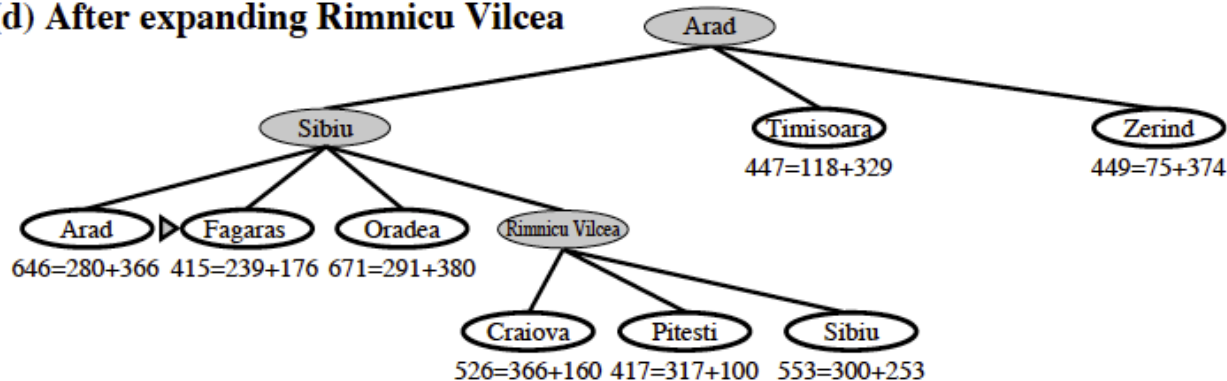 (d) After expanding Rimnicu Vilcea
Arad
Sibiu
Timisoara
Zerind
447=118+329
449=75+374
Arad
Fagaras
Oradea
Rimnicu Vilcea
646=280+366
415=239+176
671=291+380
Craiova
Pitesti
Sibiu
526=366+160
417=317+100
553=300+253